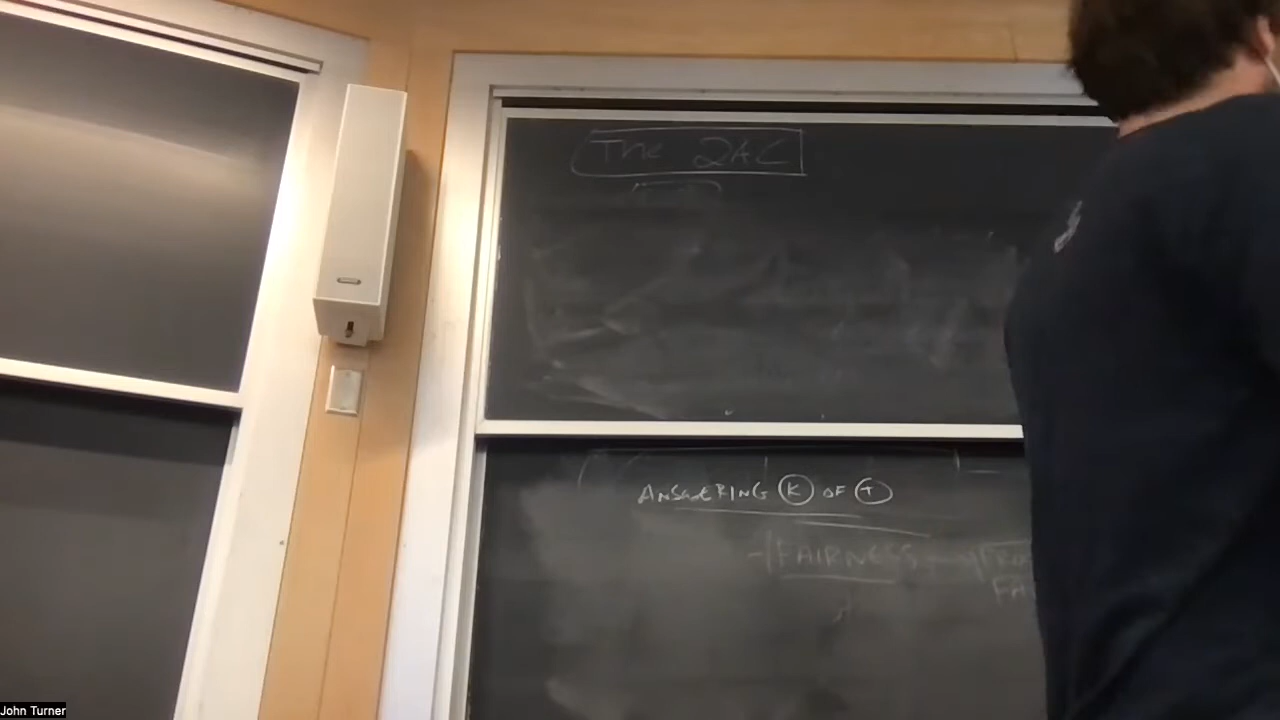 The 2AC
ANSWERING K OF T
FAIRNESS
John Turner